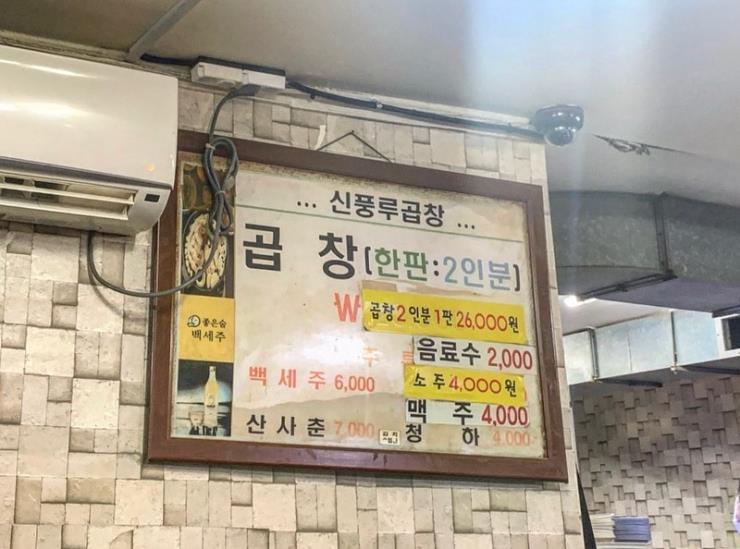 ... 신풍루곱창 ...
곱 창(한판:2인분)
₩ 곱창2인분1판 26,000원
좋은술
백세주
음료수 2,000
백세주 6,000
소주 4,000원
맥 주 4,000
산사춘 7,000
청 하 4,000